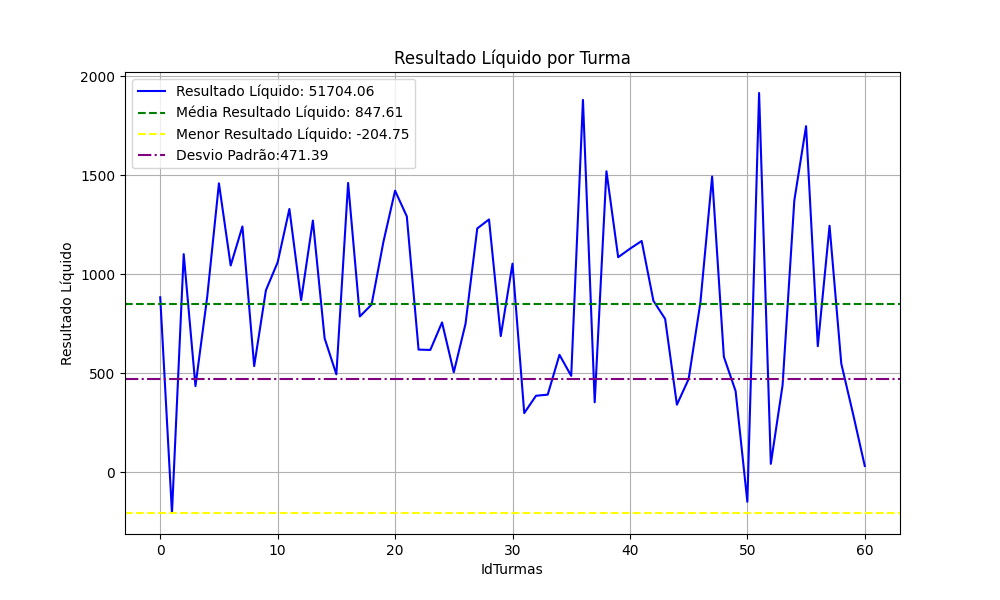 Resultado Líquido por Turma
Resultado Líquido: 51704.06
Média Resultado Líquido: 847.61
Menor Resultado Líquido: -204.75
Desvio Padrão:471.39
2000
1500
1000
500
0
Resultado Líquido
0 10 20 30 40 50 60
IdTurmas